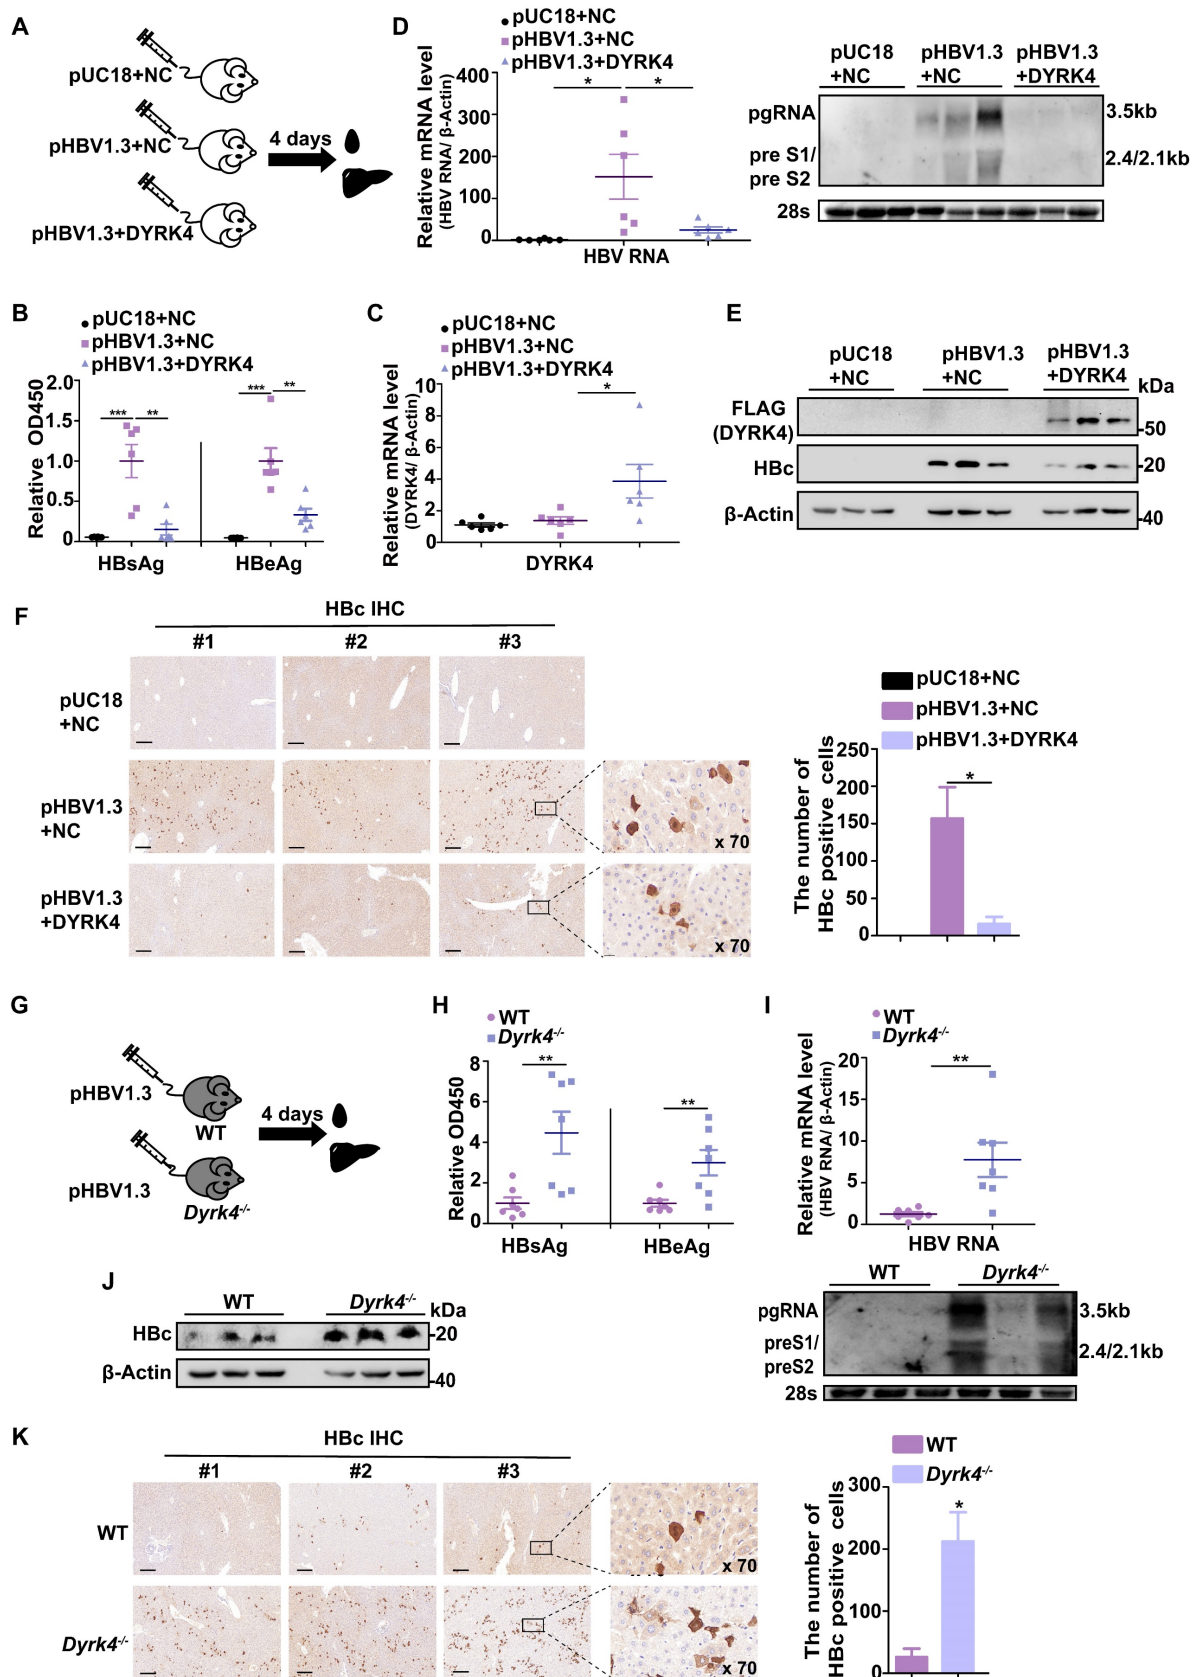 A
pUC18+NC
pHBV1.3+NC
pHBV1.3+DYRK4
4 days
D
pUC18+NC
pHBV1.3+NC
pHBV1.3+DYRK4
Relative mRNA level
(HBV RNA/ β-Actin)
400
300
200
100
0
*
*
HBV RNA
pUC18
+NC
pHBV1.3
+NC
pHBV1.3
+DYRK4
pgRNA
3.5kb
pre S1/
pre S2
2.4/2.1kb
28s
B
pUC18+NC
pHBV1.3+NC
pHBV1.3+DYRK4
Relative OD450
2.0
1.5
1.0
0.5
0
***
**
***
**
HBsAg
HBeAg
C
pUC18+NC
pHBV1.3+NC
pHBV1.3+DYRK4
Relative mRNA level
(DYRK4/ β-Actin)
10
8
6
4
2
0
*
DYRK4
E
pUC18
+NC
pHBV1.3
+NC
pHBV1.3
+DYRK4
kDa
FLAG
(DYRK4)
50
HBc
20
β-Actin
40
F
HBc IHC
#1
#2
#3
pUC18
+NC
pHBV1.3
+NC
x 70
pHBV1.3
+DYRK4
x 70
pUC18+NC
pHBV1.3+NC
pHBV1.3+DYRK4
The number of
HBc positive cells
250
200
150
100
50
0
*
G
pHBV1.3
WT
pHBV1.3
Dyrk4-/-
4 days
H
WT
Dyrk4-/-
Relative OD450
8
6
4
2
0
**
**
HBsAg
HBeAg
I
WT
Dyrk4-/-
Relative mRNA level
(HBV RNA/ β-Actin)
20
15
10
5
0
**
HBV RNA
WT
Dyrk4-/-
pgRNA
3.5kb
preS1/
preS2
2.4/2.1kb
28s
J
WT
Dyrk4-/-
kDa
HBc
20
β-Actin
40
K
HBc IHC
#1
#2
#3
WT
x 70
Dyrk4-/-
x 70
WT
Dyrk4-/-
The number of
HBc positive cells
300
200
100
0
*